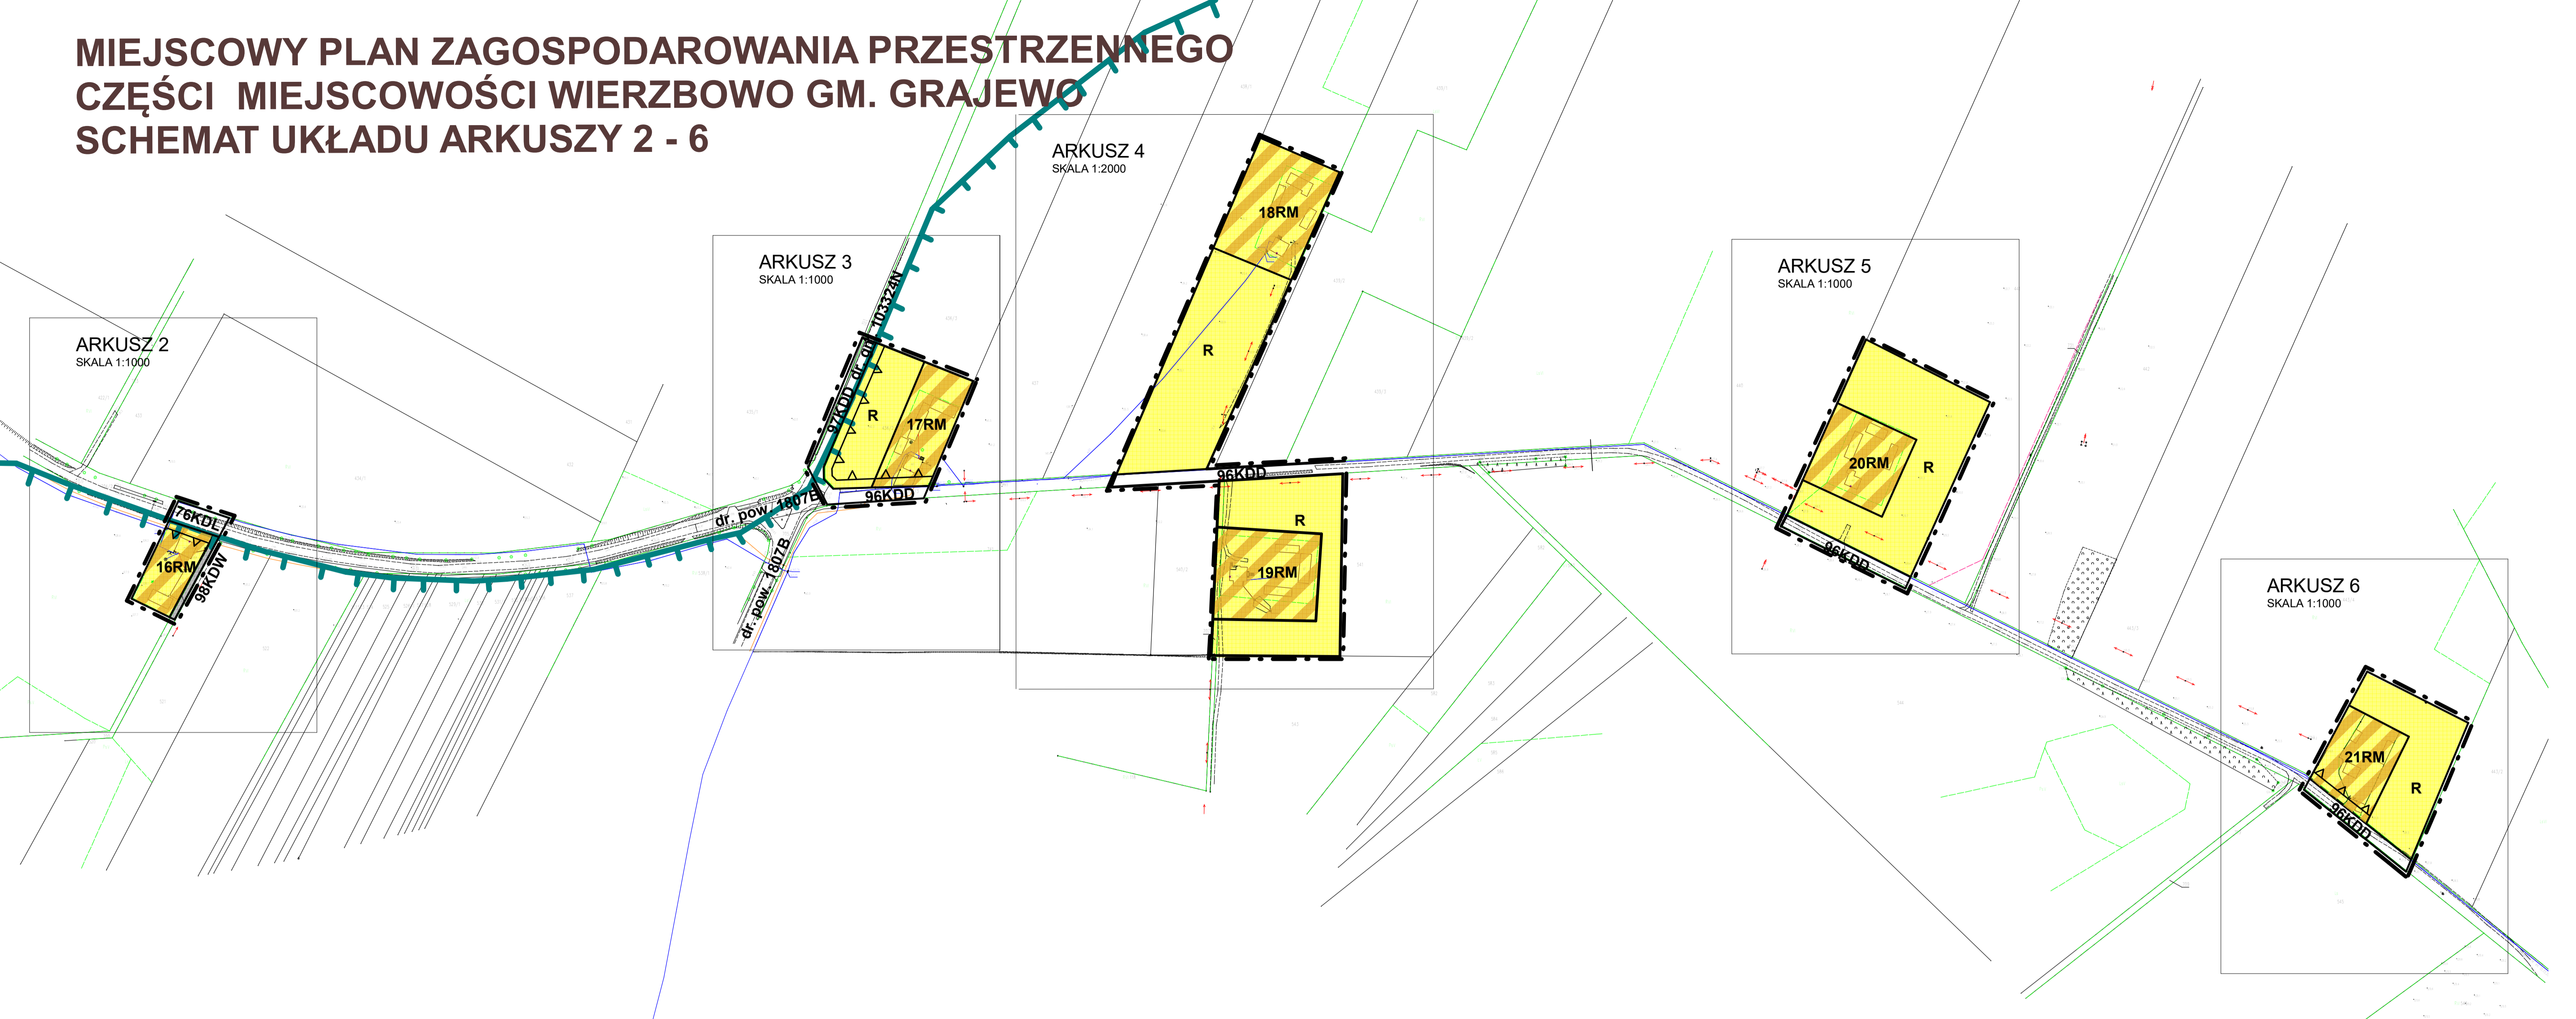 MIEJSCOWY PLAN ZAGOSPODAROWANIA PRZESTRZENNEGO
CZĘŚCI MIEJSCOWOŚCI WIERZBOWO GM. GRAJEWO
SCHEMAT UKŁADU ARKUSZY 2 - 6
ARKUSZ 2
SKALA 1:1000
76KDL
16RM
98KDW
ARKUSZ 3
SKALA 1:1000
97KDD dr. gm. 103324N
R
17RM
96KDD
dr. pow. 1807B
dr. pow. 1807B
ARKUSZ 4
SKALA 1:2000
18RM
R
96KDD
R
19RM
ARKUSZ 5
SKALA 1:1000
20RM
R
96KDD
ARKUSZ 6
SKALA 1:1000
21RM
R
96KDD